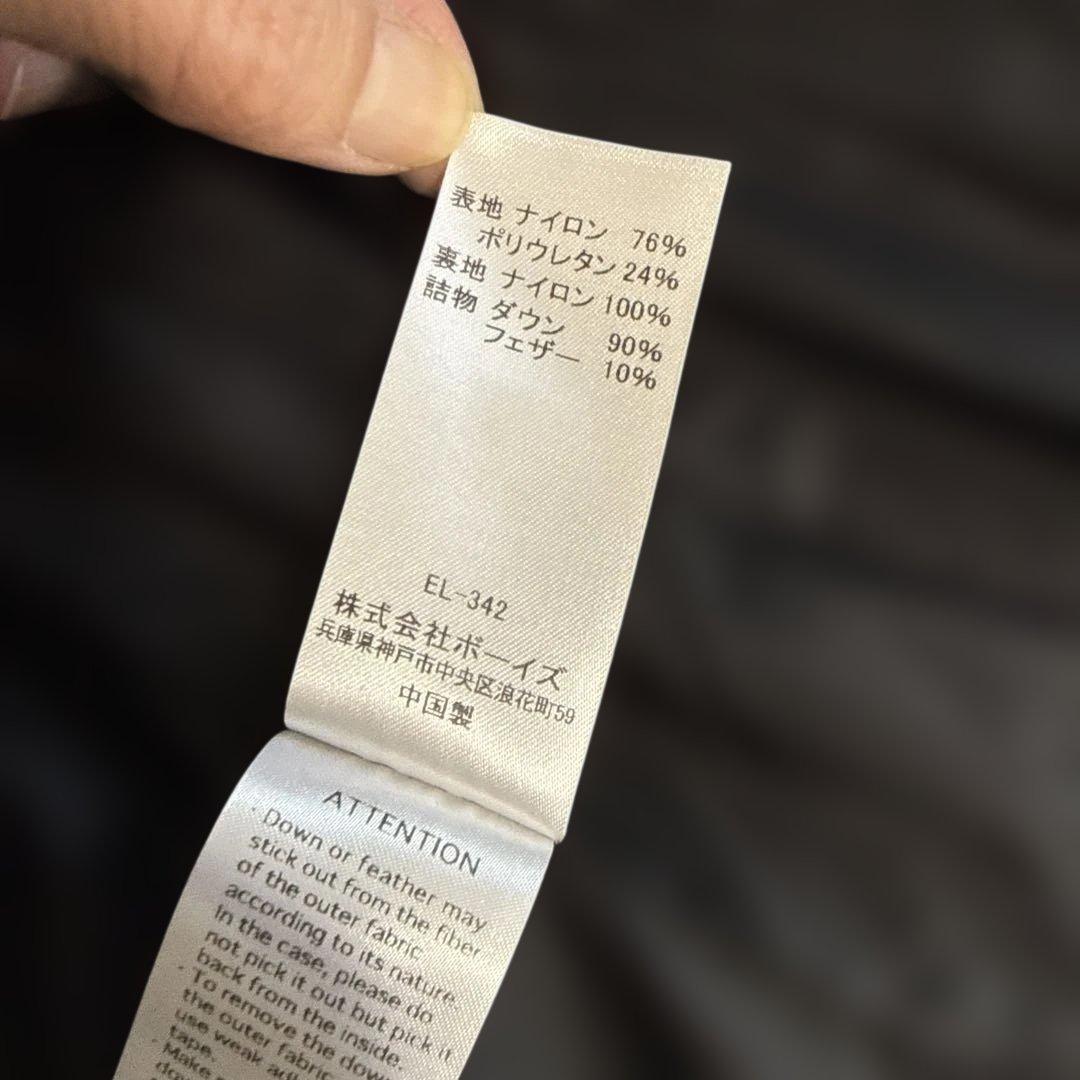 表地 ナイロン 76%
ポリウレタン 24%
裏地 ナイロン 100%
詰物 ダウン 90%
フェザー 10%
EL-342
株式会社ボーイズ
兵庫県神戸市中央区浪花町59
中国製
ATTENTION
· Down or feather may
stick out from the fiber
of the outer fabric
according to its nature.
In the case, please do
not pick it out but pick it
back from the inside.
· To remove the down
the outer fabric
use weak
tape.
· Make